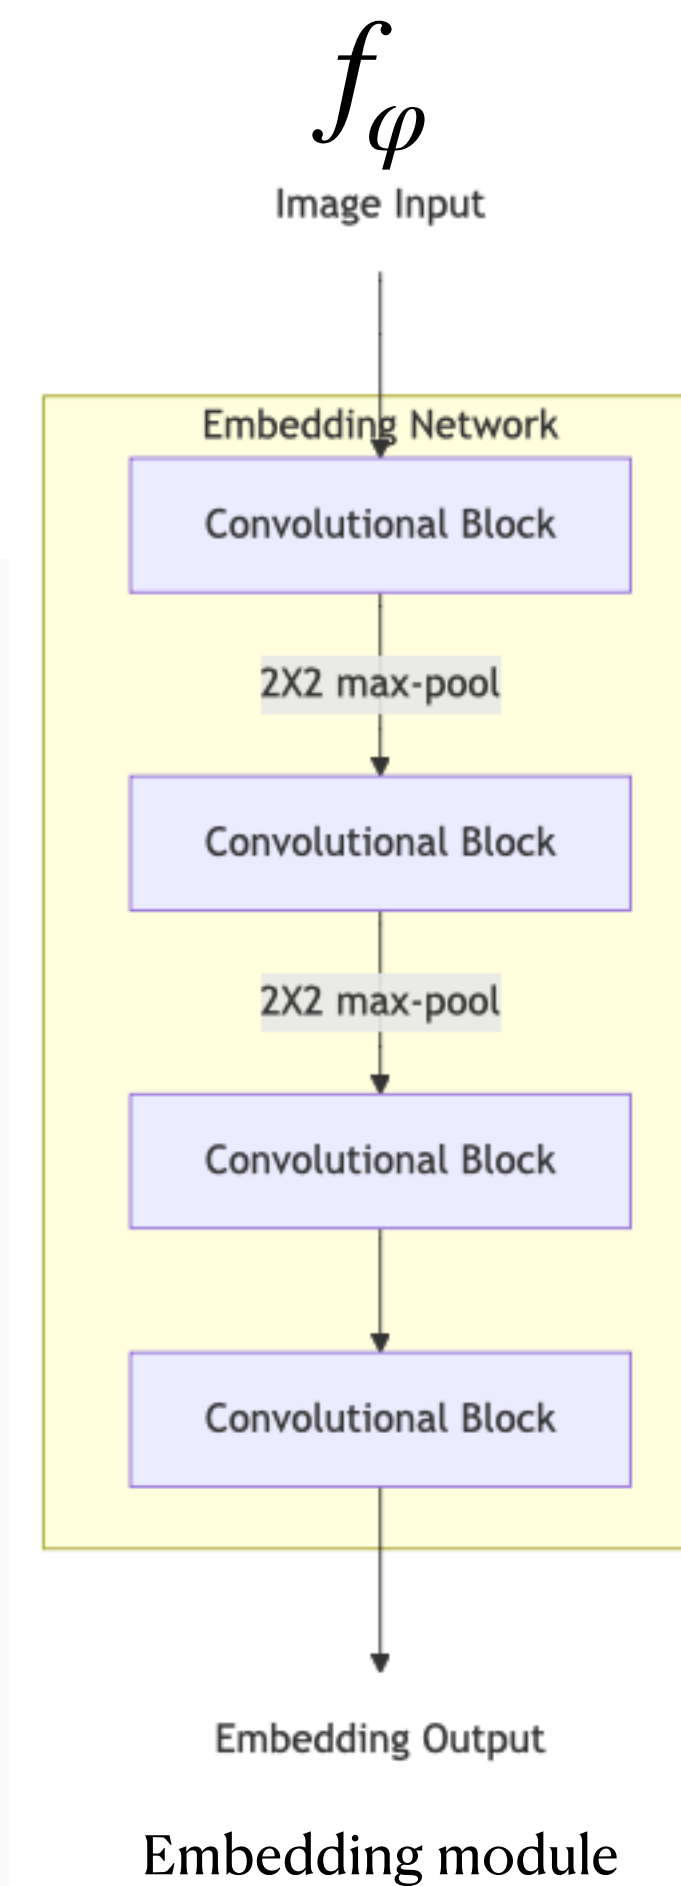 fφ
Image Input
Embedding Network
Convolutional Block
2X2 max-pool
Convolutional Block
2X2 max-pool
Convolutional Block
Convolutional Block
Embedding Output
Embedding module